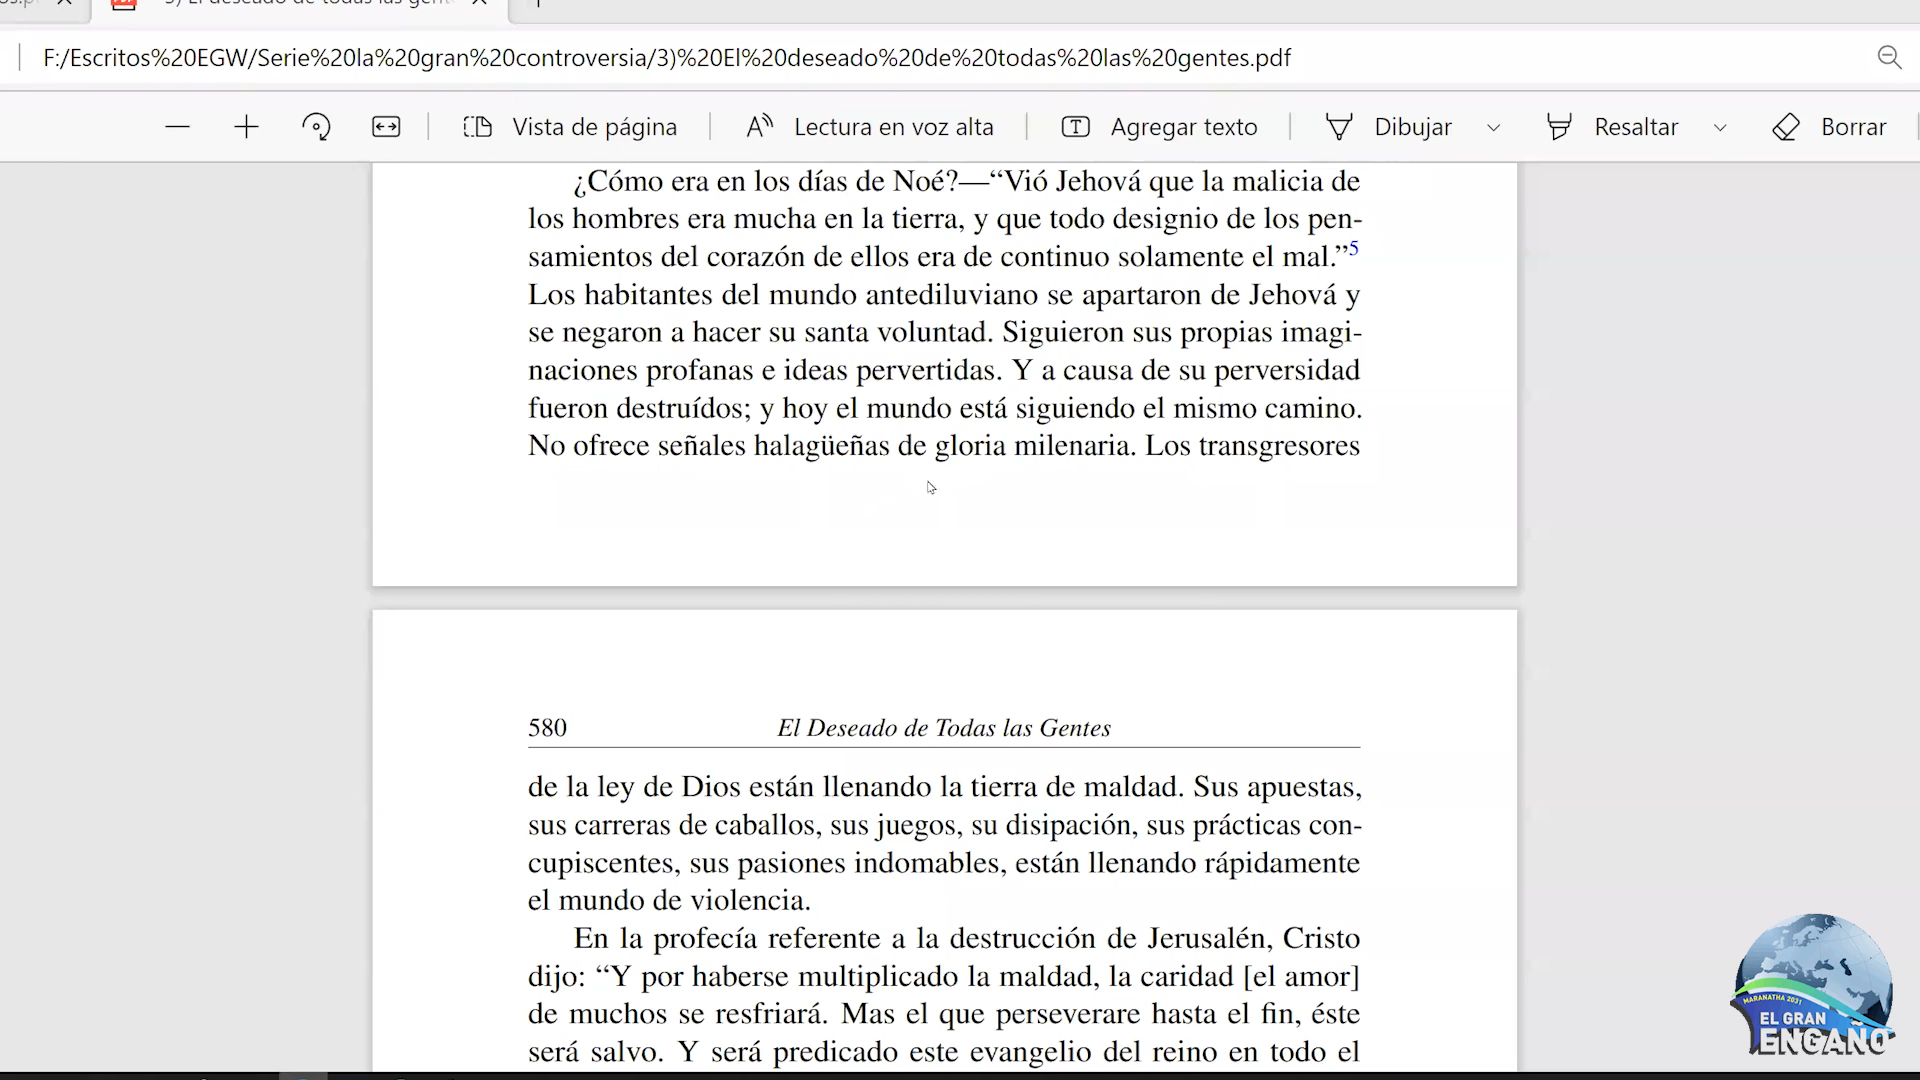 3) El deseado de todas las gent
F:/Escritos%20EGW/Serie%20la%20gran%20controversia/3)%20El%20deseado%20de%20todas%20las%20gentes.pdf
Vista de página
Lectura en voz alta
Agregar texto
Dibujar
Resaltar
Borrar
¿Cómo era en los días de Noé?—“Vió Jehová que la malicia de
los hombres era mucha en la tierra, y que todo designio de los pen-
samientos del corazón de ellos era de continuo solamente el mal.”5
Los habitantes del mundo antediluviano se apartaron de Jehová y
se negaron a hacer su santa voluntad. Siguieron sus propias imagi-
naciones profanas e ideas pervertidas. Y a causa de su perversidad
fueron destruídos; y hoy el mundo está siguiendo el mismo camino.
No ofrece señales halagüeñas de gloria milenaria. Los transgresores
580 El Deseado de Todas las Gentes
de la ley de Dios están llenando la tierra de maldad. Sus apuestas,
sus carreras de caballos, sus juegos, su disipación, sus prácticas con-
cupiscentes, sus pasiones indomables, están llenando rápidamente
el mundo de violencia.
En la profecía referente a la destrucción de Jerusalén, Cristo
dijo: “Y por haberse multiplicado la maldad, la caridad [el amor]
de muchos se resfriará. Mas el que perseverare hasta el fin, éste
será salvo. Y será predicado este evangelio del reino en todo el
MARANATHA 2021
EL GRAN
ENGAÑO